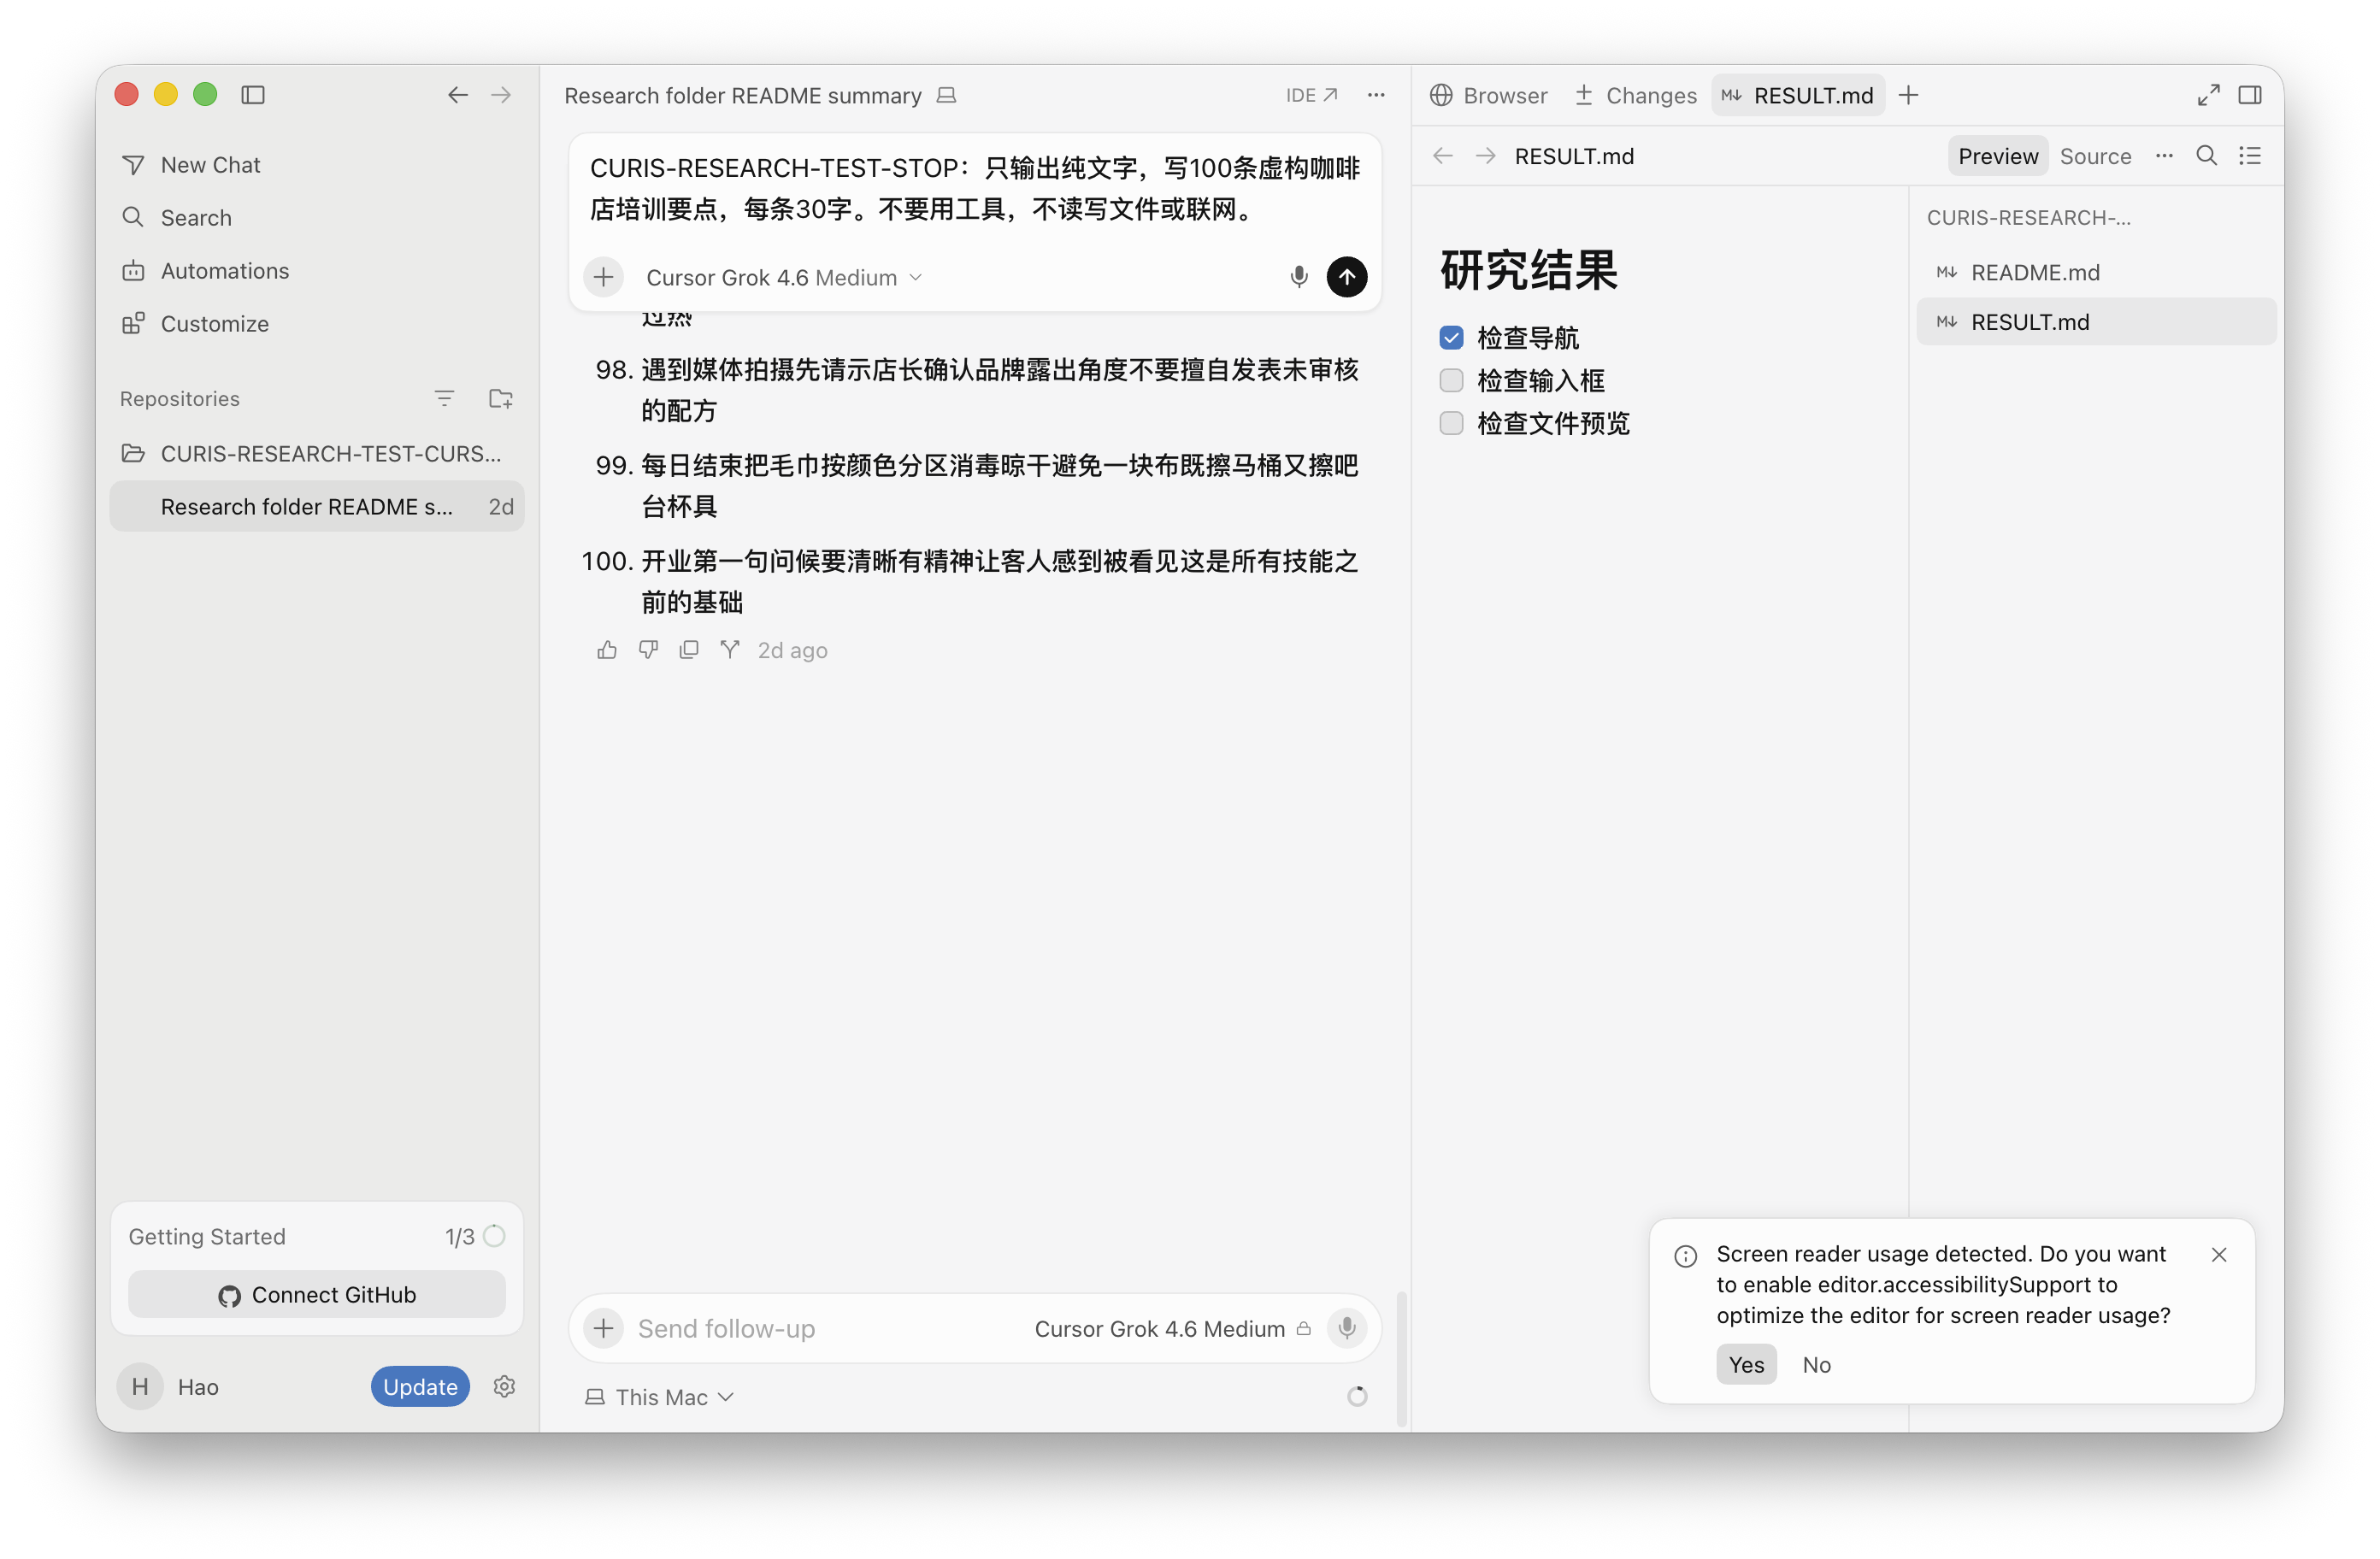 New Chat
Search
Automations
Customize
Repositories
CURIS-RESEARCH-TEST-CURS...
Research folder README s... 2d
Getting Started 1/3
Connect GitHub
H Hao Update
Research folder README summary IDE
CURIS-RESEARCH-TEST-STOP：只输出纯文字，写100条虚构咖啡
店培训要点，每条30字。不要用工具，不读写文件或联网。
Cursor Grok 4.6 Medium
过热
98. 遇到媒体拍摄先请示店长确认品牌露出角度不要擅自发表未审核
的配方
99. 每日结束把毛巾按颜色分区消毒晾干避免一块布既擦马桶又擦吧
台杯具
100. 开业第一句问候要清晰有精神让客人感到被看见这是所有技能之
前的基础
2d ago
Send follow-up Cursor Grok 4.6 Medium
This Mac
Browser Changes RESULT.md
RESULT.md Preview Source
研究结果
检查导航
检查输入框
检查文件预览
CURIS-RESEARCH-...
README.md
RESULT.md
Screen reader usage detected. Do you want
to enable editor.accessibilitySupport to
optimize the editor for screen reader usage?
Yes No